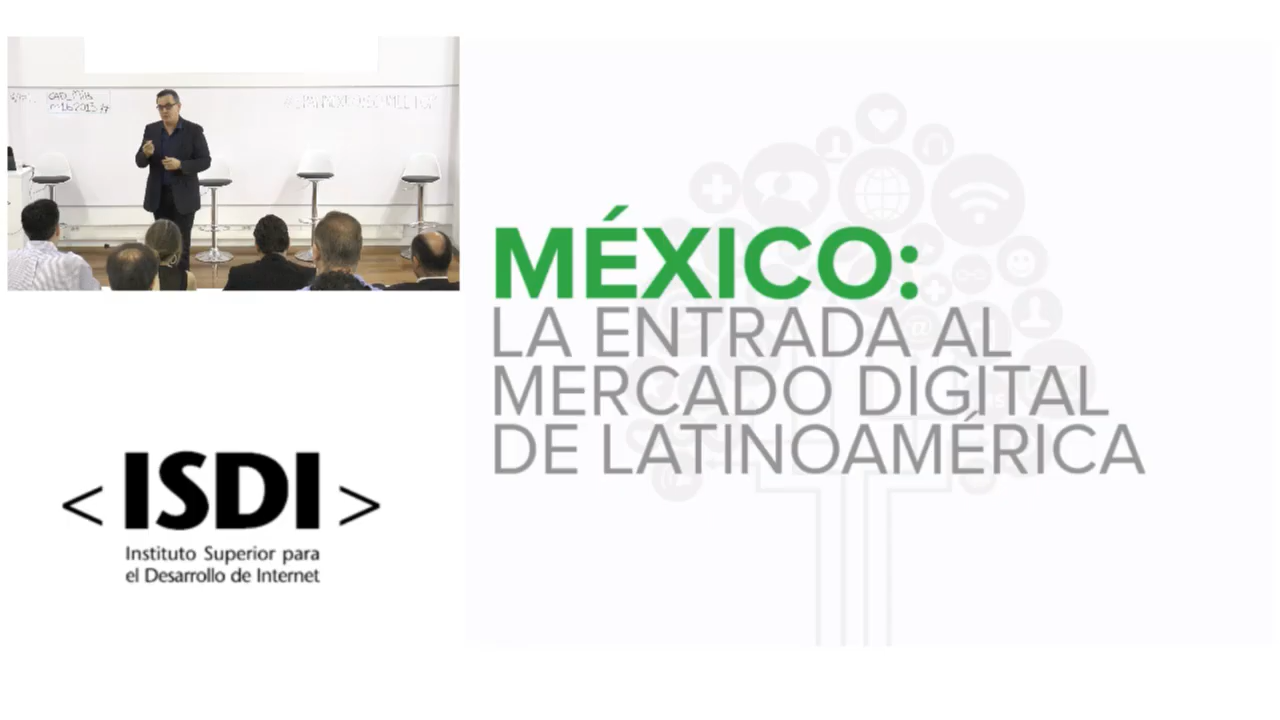 MÉXICO:
LA ENTRADA AL
MERCADO DIGITAL
DE LATINOAMÉRICA
< ISDI >
Instituto Superior para
el Desarrollo de Internet